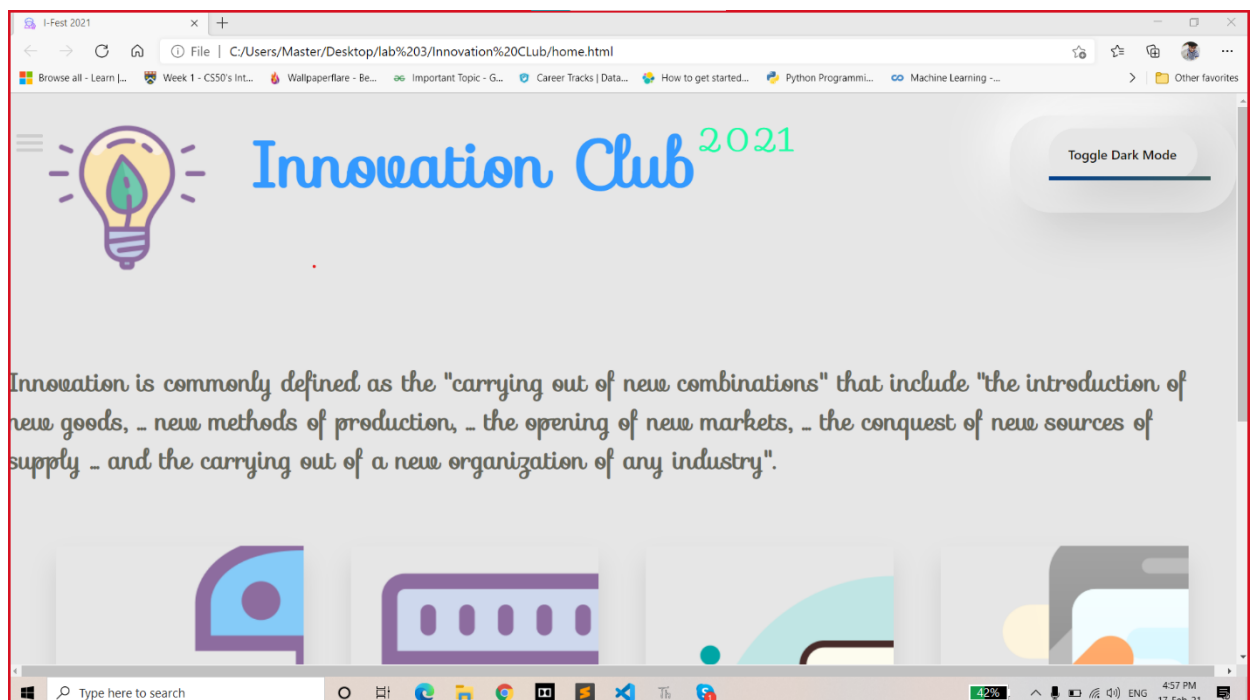 I-Fest 2021
File | C:/Users/Master/Desktop/lab%203/Innovation%20CLub/home.html
Browse all - Learn |... Week 1 - CS50's Int... Wallpaperflare - Be... Important Topic - G... Career Tracks | Data... How to get started... Python Programmi... Machine Learning -... Other favorites
Innovation Club 2021
Toggle Dark Mode
Innovation is commonly defined as the "carrying out of new combinations" that include "the introduction of
new goods, … new methods of production, … the opening of new markets, … the conquest of new sources of
supply … and the carrying out of a new organization of any industry".
Type here to search
42%
ENG
4:57 PM
17-Feb-21